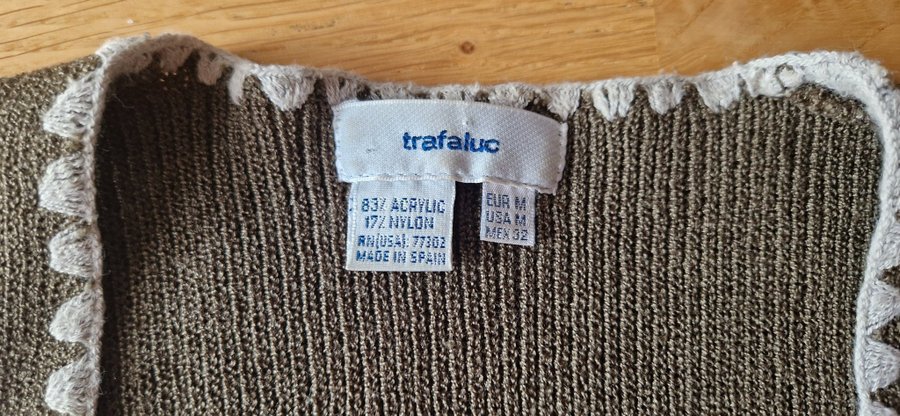 trafaluc
83% ACRYLIC
17% NYLON
RN(USA): 77302
MADE IN SPAIN
EUR M
USA M
MEX 32